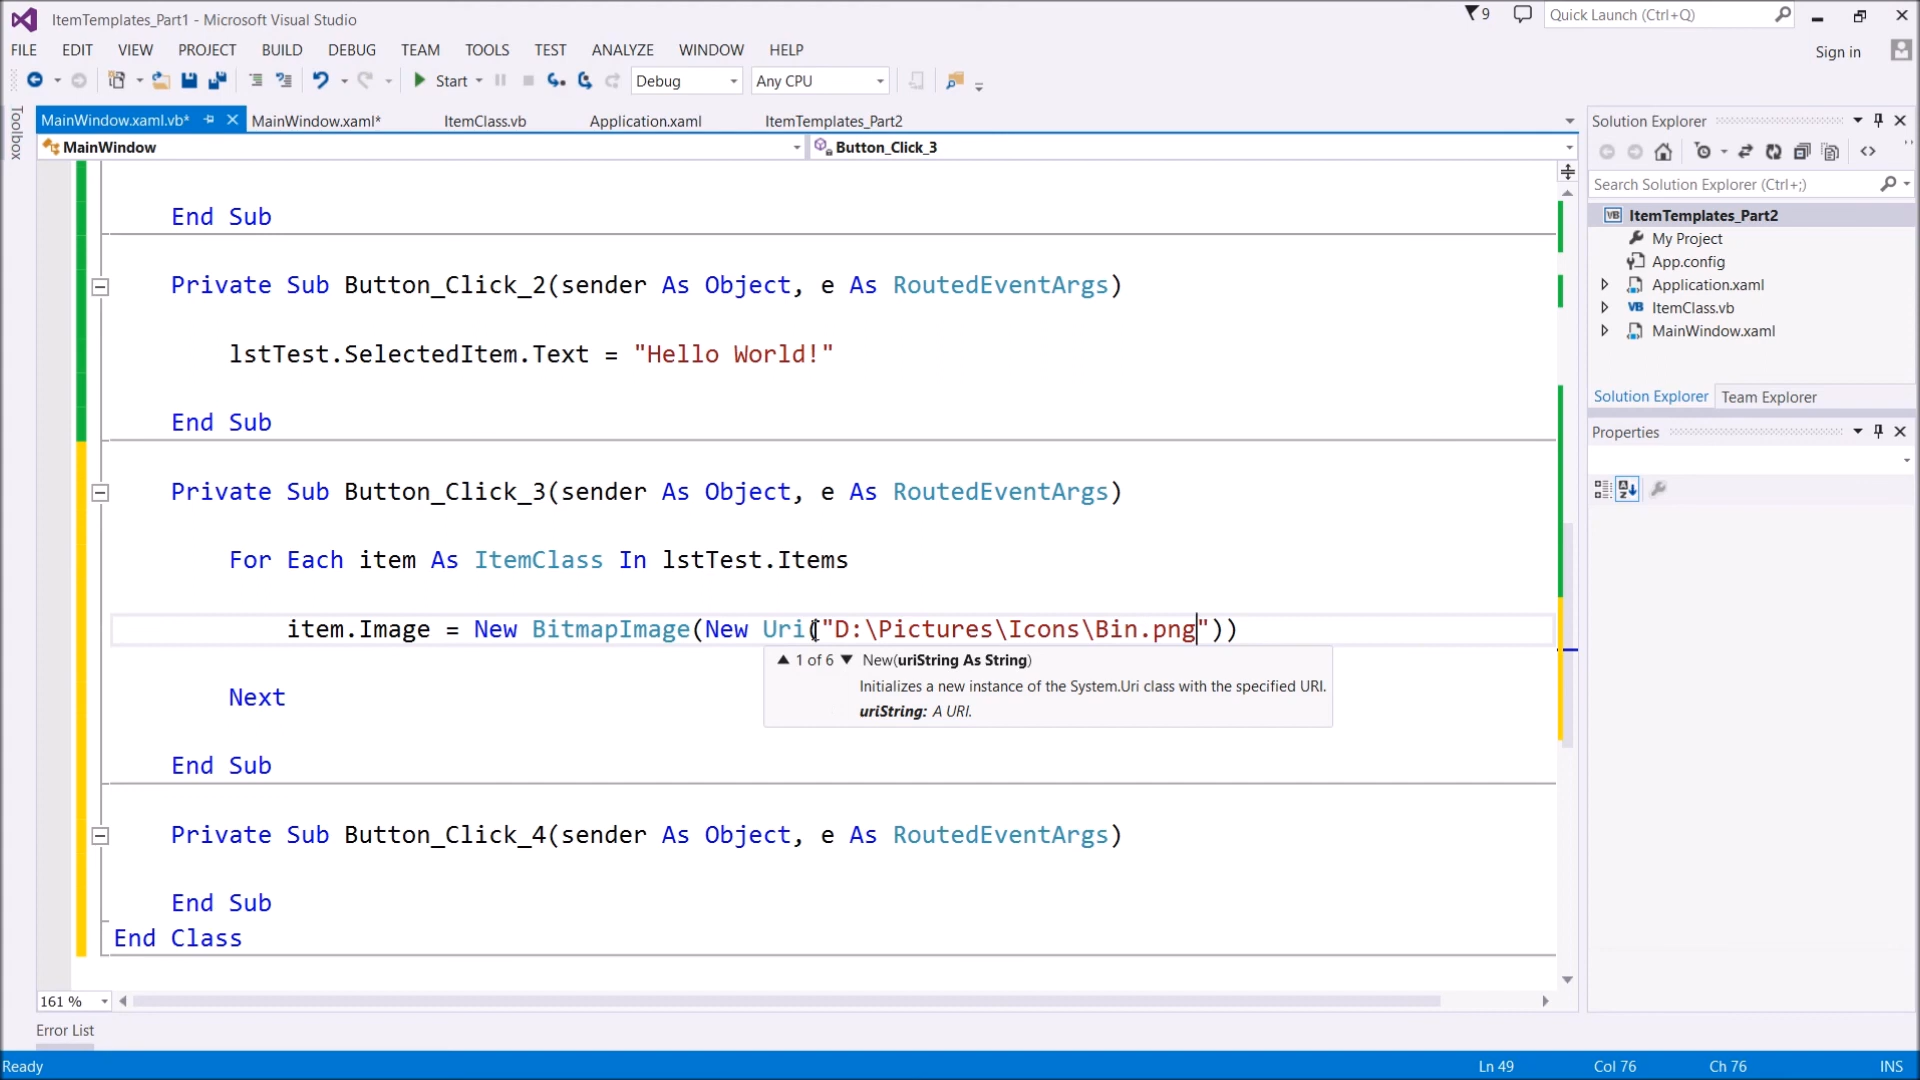 ItemTemplates_Part1 - Microsoft Visual Studio
9
Quick Launch (Ctrl+Q)
FILE EDIT VIEW PROJECT BUILD DEBUG TEAM TOOLS TEST ANALYZE WINDOW HELP
Sign in
Start Debug Any CPU
Toolbox
MainWindow.xaml.vb* MainWindow.xaml* ItemClass.vb Application.xaml ItemTemplates_Part2
MainWindow Button_Click_3
End Sub
Private Sub Button_Click_2(sender As Object, e As RoutedEventArgs)
lstTest.SelectedItem.Text = "Hello World!"
End Sub
Private Sub Button_Click_3(sender As Object, e As RoutedEventArgs)
For Each item As ItemClass In lstTest.Items
item.Image = New BitmapImage(New Uri("D:\Pictures\Icons\Bin.png"))
1 of 6 New(uriString As String)
Initializes a new instance of the System.Uri class with the specified URI.
uriString: A URI.
Next
End Sub
Private Sub Button_Click_4(sender As Object, e As RoutedEventArgs)
End Sub
End Class
161 %
Error List
Solution Explorer
Search Solution Explorer (Ctrl+;)
VB ItemTemplates_Part2
My Project
App.config
Application.xaml
VB ItemClass.vb
MainWindow.xaml
Solution Explorer Team Explorer
Properties
Ready Ln 49 Col 76 Ch 76 INS